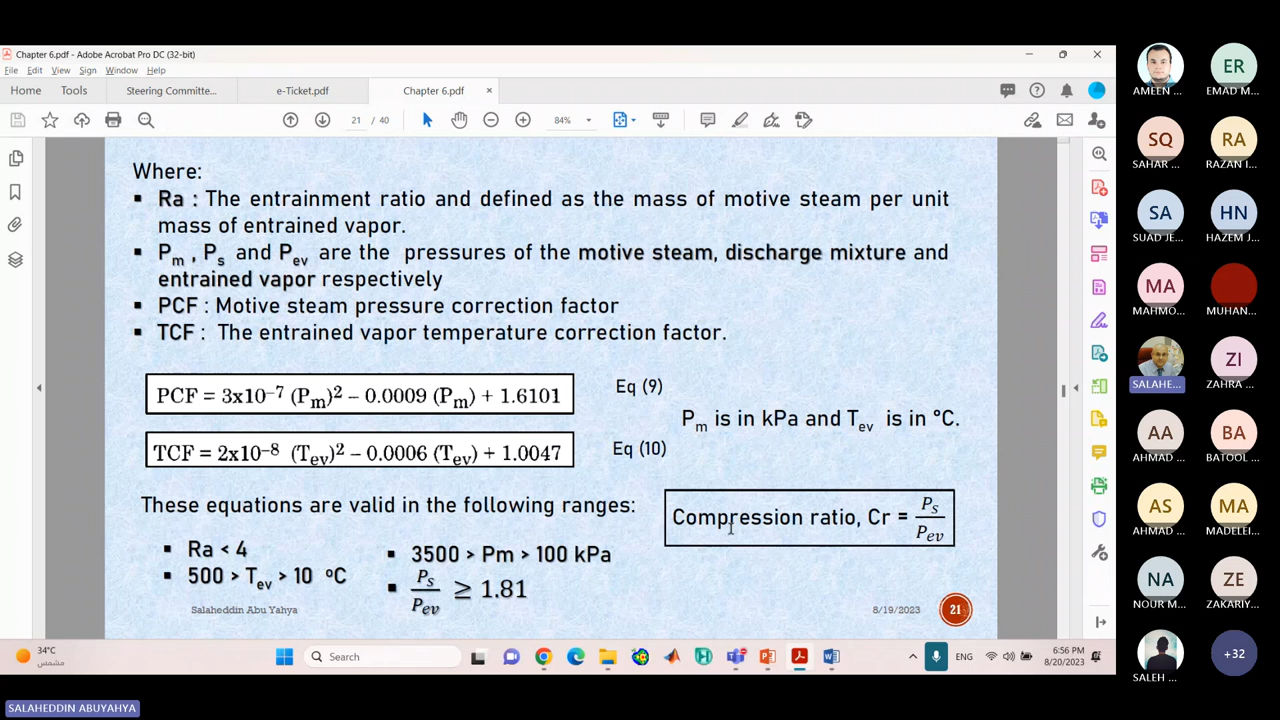 Chapter 6.pdf - Adobe Acrobat Pro DC (32-bit)
File Edit View Sign Window Help
Home Tools Steering Committe... e-Ticket.pdf Chapter 6.pdf ×
21 / 40 84%
Where:
▪ Ra : The entrainment ratio and defined as the mass of motive steam per unit
mass of entrained vapor.
▪ Pm , Ps and Pev are the pressures of the motive steam, discharge mixture and
entrained vapor respectively
▪ PCF : Motive steam pressure correction factor
▪ TCF : The entrained vapor temperature correction factor.
PCF = 3x10⁻⁷ (Pm)² – 0.0009 (Pm) + 1.6101 Eq (9)
Pm is in kPa and Tev is in °C.
TCF = 2x10⁻⁸ (Tev)² – 0.0006 (Tev) + 1.0047 Eq (10)
These equations are valid in the following ranges:
Compression ratio, Cr = Ps/Pev
▪ Ra < 4
▪ 500 > Tev > 10 °C
▪ 3500 > Pm > 100 kPa
▪ Ps/Pev ≥ 1.81
Salaheddin Abu Yahya 8/19/2023 21
34°C
مشمس
Search
ENG
6:56 PM
8/20/2023
AMEEN ...
ER
EMAD M...
SQ
SAHAR ...
RA
RAZAN I...
SA
SUAD JE...
HN
HAZEM J...
MA
MAHMO...
MUHAN...
SALAHE...
ZI
ZAHRA ...
AA
AHMAD ...
BA
BATOOL ...
AS
AHMAD ...
MA
MADELEI...
NA
NOUR M...
ZE
ZAKARIY...
SALEH ...
+32
SALAHEDDIN ABUYAHYA